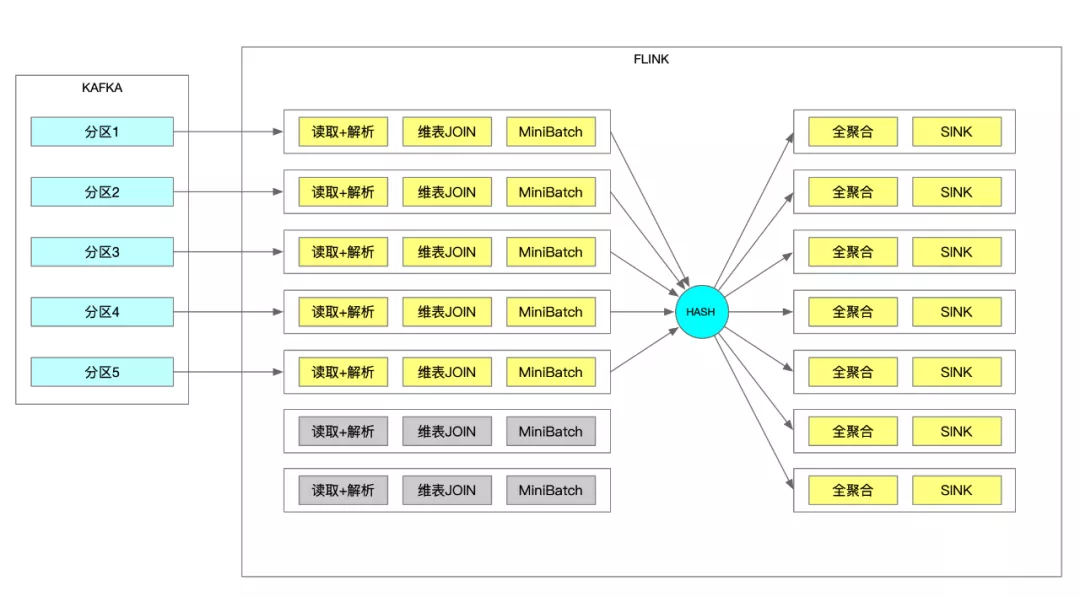 FLINK
KAFKA
分区1
读取+解析 维表JOIN MiniBatch
全聚合 SINK
分区2
读取+解析 维表JOIN MiniBatch
全聚合 SINK
分区3
读取+解析 维表JOIN MiniBatch
全聚合 SINK
分区4
读取+解析 维表JOIN MiniBatch
HASH
全聚合 SINK
分区5
读取+解析 维表JOIN MiniBatch
全聚合 SINK
读取+解析 维表JOIN MiniBatch
全聚合 SINK
读取+解析 维表JOIN MiniBatch
全聚合 SINK